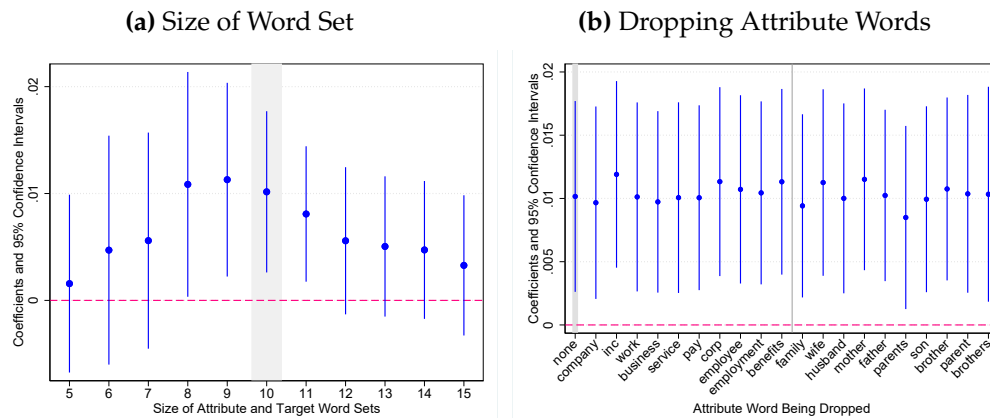 (a) Size of Word Set
Coefficients and 95% Confidence Intervals
.02
.01
0
5 6 7 8 9 10 11 12 13 14 15
Size of Attribute and Target Word Sets
(b) Dropping Attribute Words
Coefficients and 95% Confidence Intervals
.02
.015
.01
.005
0
none
company
inc
work
business
service
pay
corp
employee
employment
benefits
family
wife
husband
mother
father
parents
son
brother
parent
brothers
Attribute Word Being Dropped